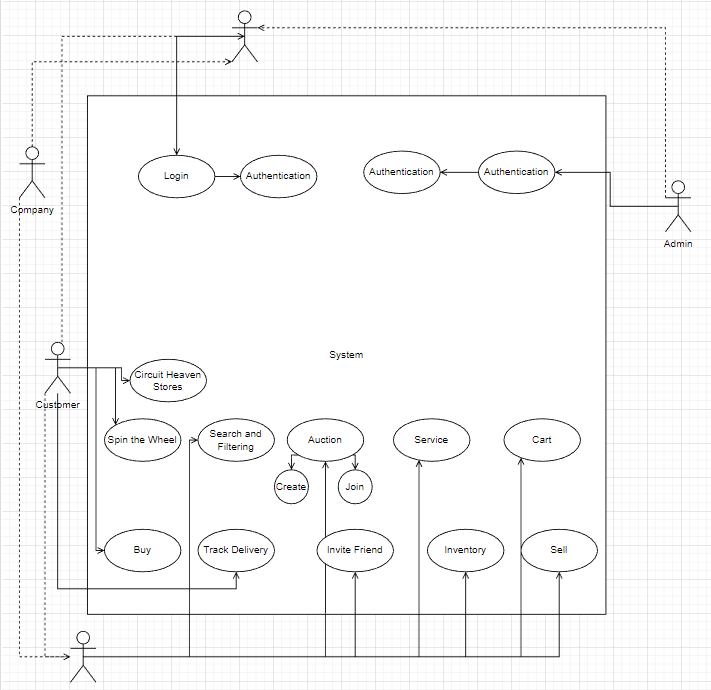 Login
Authentication
Authentication
Authentication
Company
Admin
System
Circuit Heaven
Stores
Customer
Spin the Wheel
Search and
Filtering
Auction
Service
Cart
Create
Join
Buy
Track Delivery
Invite Friend
Inventory
Sell